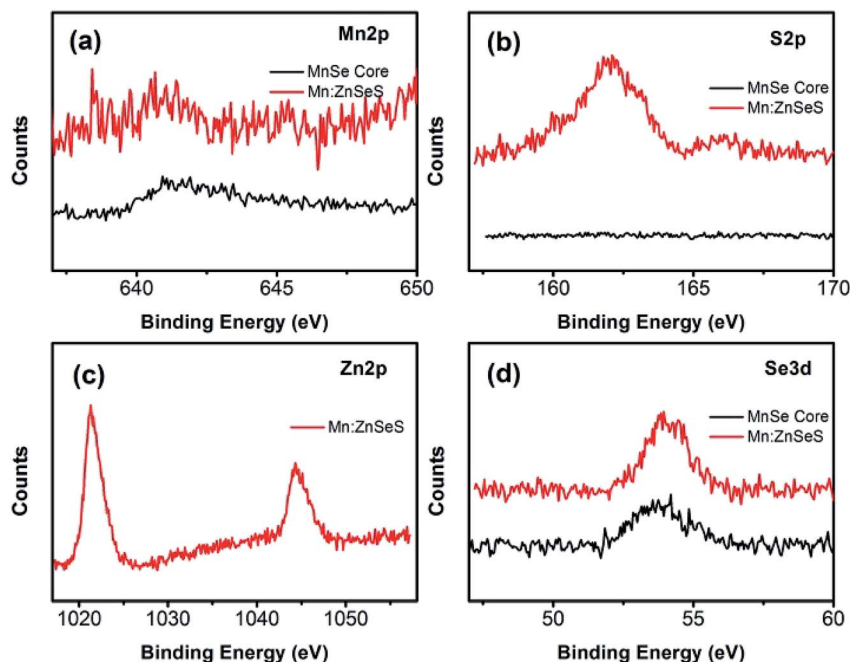 (a)
Mn2p
MnSe Core
Mn:ZnSeS
Counts
640
645
650
Binding Energy (eV)
(b)
S2p
MnSe Core
Mn:ZnSeS
Counts
160
165
170
Binding Energy (eV)
(c)
Zn2p
Mn:ZnSeS
Counts
1020
1030
1040
1050
Binding Energy (eV)
(d)
Se3d
MnSe Core
Mn:ZnSeS
Counts
50
55
60
Binding Energy (eV)